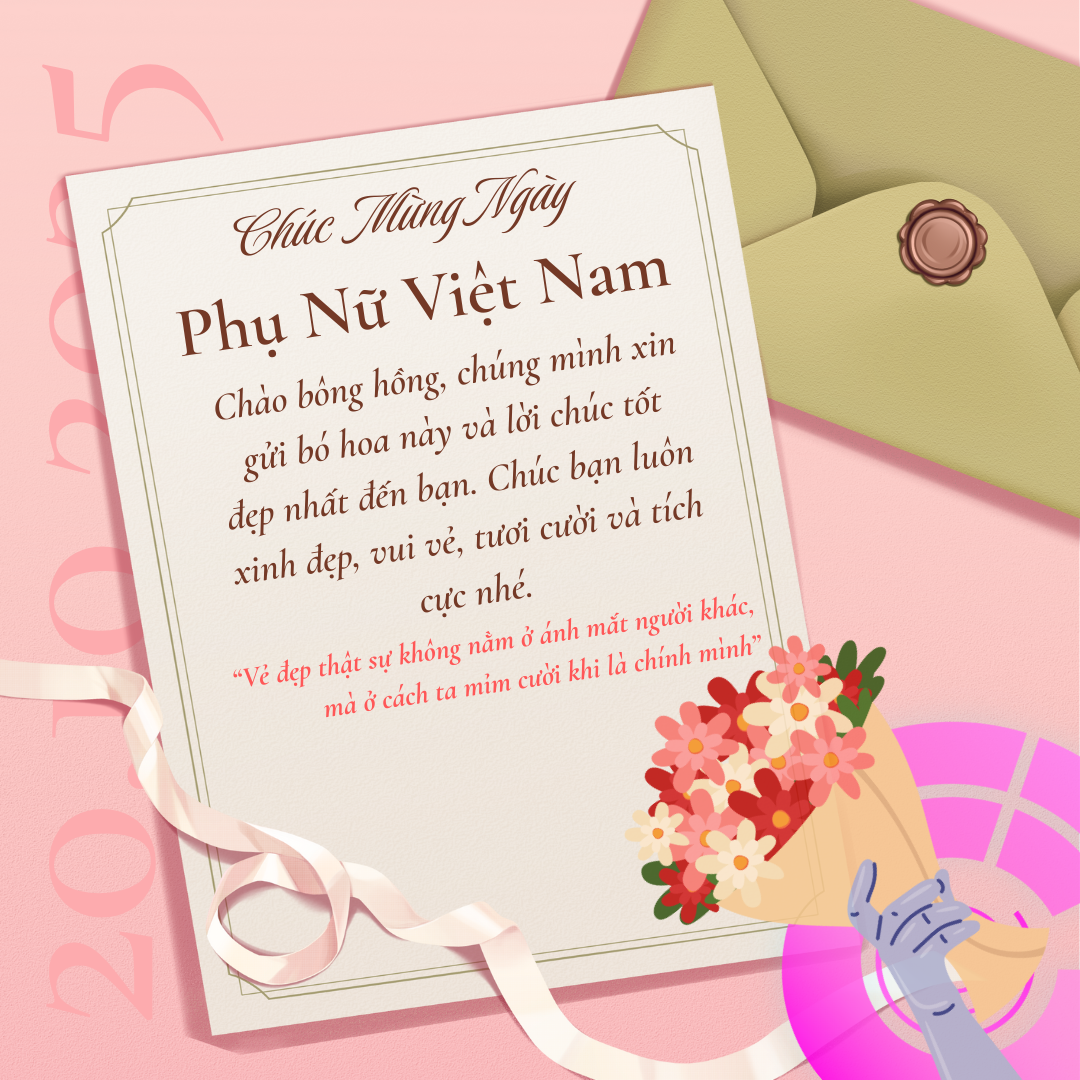 Chúc Mừng Ngày
Phụ Nữ Việt Nam
Chào bông hồng, chúng mình xin
gửi bó hoa này và lời chúc tốt
đẹp nhất đến bạn. Chúc bạn luôn
xinh đẹp, vui vẻ, tươi cười và tích
cực nhé.
“Vẻ đẹp thật sự không nằm ở ánh mắt người khác,
mà ở cách ta mỉm cười khi là chính mình”
20.10.2025